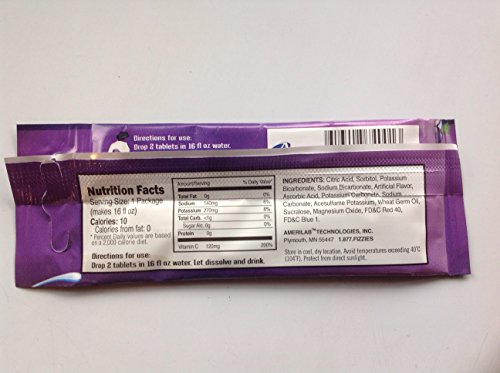 Directions for use:
Drop 2 tablets in 16 fl oz water.
Nutrition Facts
Serving Size: 1 Package
(makes 16 fl oz)
Calories: 10
Calories from fat: 0
* Percent Daily values are based on
a 2,000 calorie diet.
Amount/serving % Daily Value*
Total Fat 0g 0%
Sodium 140mg 6%
Potassium 270mg 8%
Total Carb. <1g 0%
Sugar Alc. 0g
Protein 0g
Vitamin C 120mg 200%
Directions for use:
Drop 2 tablets in 16 fl oz water. Let dissolve and drink.
INGREDIENTS: Citric Acid, Sorbitol, Potassium
Bicarbonate, Sodium Bicarbonate, Artificial Flavor,
Ascorbic Acid, Potassium Carbonate, Sodium
Carbonate, Acesulfame Potassium, Wheat Germ Oil,
Sucralose, Magnesium Oxide, FD&C Red 40,
FD&C Blue 1.
AMERILAB™ TECHNOLOGIES, INC.
Plymouth, MN 55447 1.877.FIZZIES
Store in cool, dry location. Avoid temperatures exceeding 40°C
(104°F). Protect from direct sunlight.